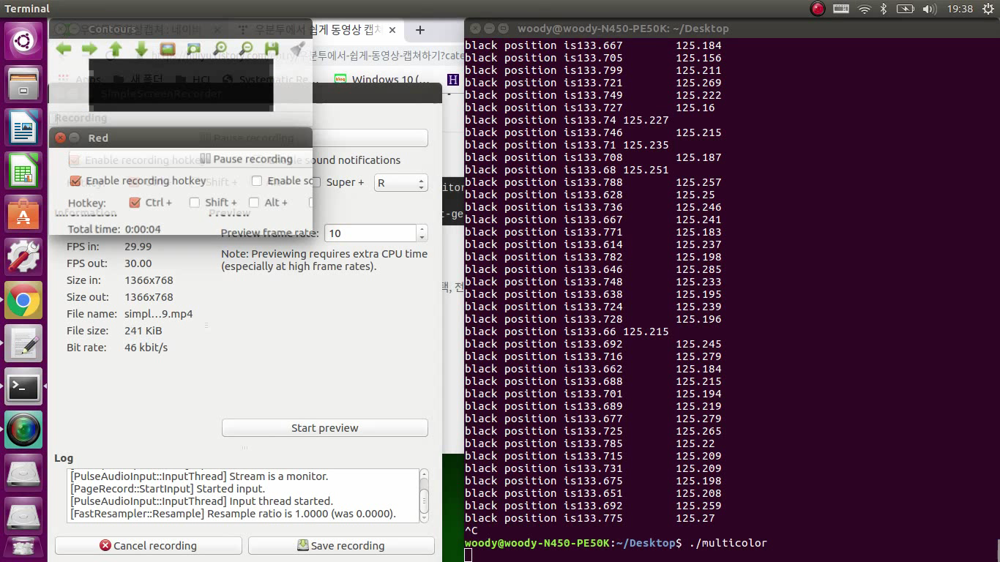 Terminal
19:38
Contours
우분투에서 쉽게 동영상 캡처
Apps 새 폴더 HCI Systematic Re...
Windows 10 (...
H
SimpleScreenRecorder
Recording
Red
Pause recording
Pause recording
Enable recording hotkey
sound notifications
Enable recording hotkey
Super +
R
Hotkey:
Ctrl +
Shift +
Alt +
Information
Preview
Total time: 0:00:04
Preview frame rate: 10
FPS in: 29.99
Note: Previewing requires extra CPU time
(especially at high frame rates).
FPS out: 30.00
Size in: 1366x768
Size out: 1366x768
File name: simpl...9.mp4
File size: 241 KiB
Bit rate: 46 kbit/s
Start preview
Log
[PulseAudioInput::InputThread] Stream is a monitor.
[PageRecord::StartInput] Started input.
[PulseAudioInput::InputThread] Input thread started.
[FastResampler::Resample] Resample ratio is 1.0000 (was 0.0000).
Cancel recording
Save recording
woody@woody-N450-PE50K: ~/Desktop
black position is133.667 125.184
black position is133.705 125.156
black position is133.799 125.211
black position is133.721 125.269
black position is133.749 125.222
black position is133.727 125.16
black position is133.74 125.227
black position is133.746 125.215
black position is133.71 125.235
black position is133.708 125.187
black position is133.68 125.251
black position is133.788 125.257
black position is133.628 125.25
black position is133.736 125.246
black position is133.667 125.241
black position is133.771 125.183
black position is133.614 125.237
black position is133.782 125.198
black position is133.646 125.285
black position is133.748 125.233
black position is133.638 125.195
black position is133.724 125.239
black position is133.728 125.196
black position is133.66 125.215
black position is133.692 125.245
black position is133.716 125.279
black position is133.662 125.184
black position is133.688 125.215
black position is133.701 125.194
black position is133.689 125.219
black position is133.677 125.279
black position is133.725 125.265
black position is133.785 125.22
black position is133.715 125.209
black position is133.731 125.209
black position is133.675 125.198
black position is133.651 125.208
black position is133.692 125.259
black position is133.775 125.27
^C
woody@woody-N450-PE50K:~/Desktop$ ./multicolor